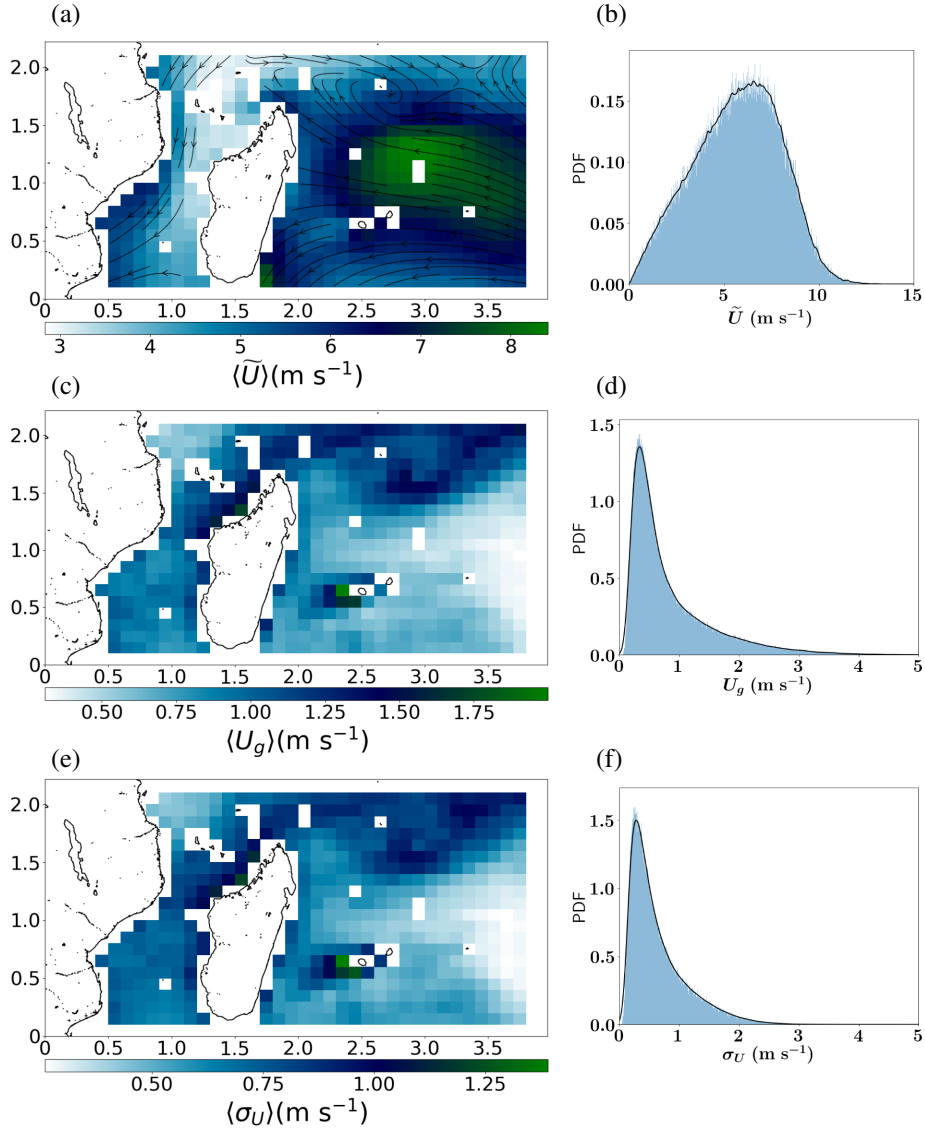 (a)
(b)
2.0
1.5
1.0
0.5
0
0 0.5 1.0 1.5 2.0 2.5 3.0 3.5
3 4 5 6 7 8
⟨Ũ⟩(m s⁻¹)
PDF
0.15
0.10
0.05
0.00
0 5 10 15
Ũ (m s⁻¹)
(c)
(d)
2.0
1.5
1.0
0.5
0
0 0.5 1.0 1.5 2.0 2.5 3.0 3.5
0.50 0.75 1.00 1.25 1.50 1.75
⟨U_g⟩(m s⁻¹)
PDF
1.5
1.0
0.5
0.0
0 1 2 3 4 5
U_g (m s⁻¹)
(e)
(f)
2.0
1.5
1.0
0.5
0
0 0.5 1.0 1.5 2.0 2.5 3.0 3.5
0.50 0.75 1.00 1.25
⟨σ_U⟩(m s⁻¹)
PDF
1.5
1.0
0.5
0.0
0 1 2 3 4 5
σ_U (m s⁻¹)